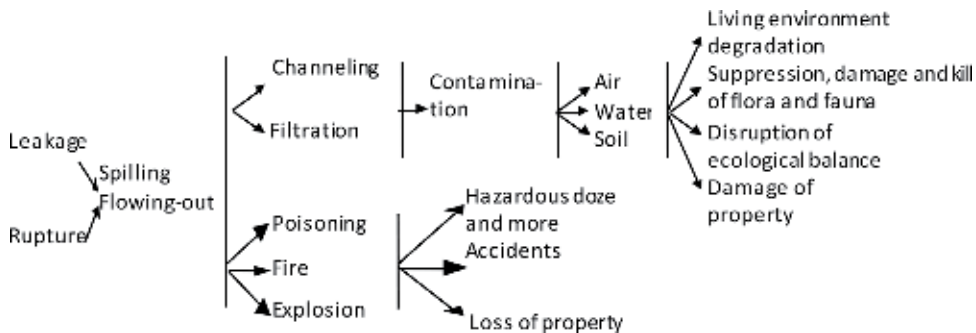 Leakage
Rupture
Spilling
Flowing-out
Channeling
Filtration
Poisoning
Fire
Explosion
Contamina-
tion
Hazardous doze
and more
Accidents
Loss of property
Air
Water
Soil
Living environment
degradation
Suppression, damage and kill
of flora and fauna
Disruption of
ecological balance
Damage of
property